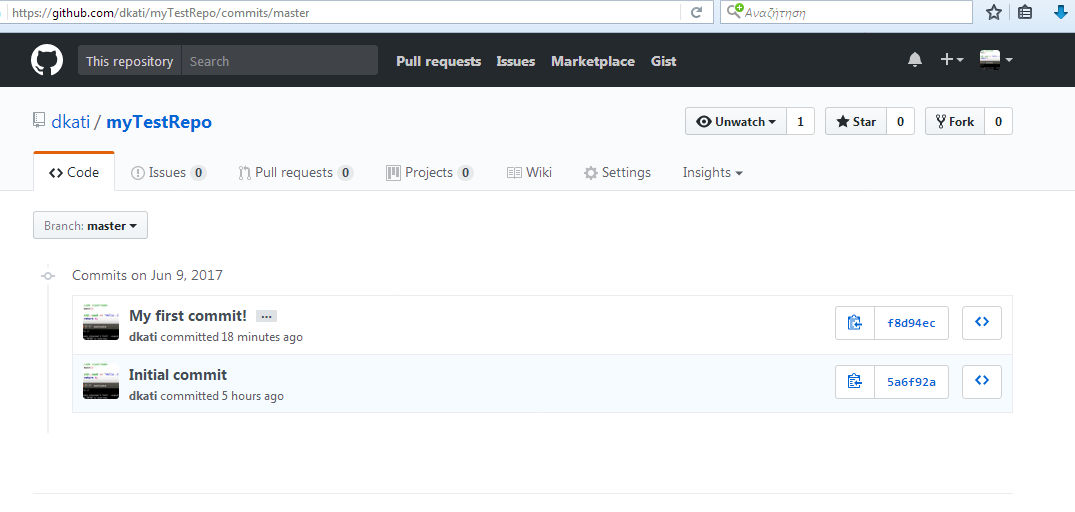 https://github.com/dkati/myTestRepo/commits/master
Αναζήτηση
This repository Search Pull requests Issues Marketplace Gist
dkati / myTestRepo
Unwatch 1 Star 0 Fork 0
Code Issues 0 Pull requests 0 Projects 0 Wiki Settings Insights
Branch: master
Commits on Jun 9, 2017
My first commit! …
dkati committed 18 minutes ago
f8d94ec
Initial commit
dkati committed 5 hours ago
5a6f92a